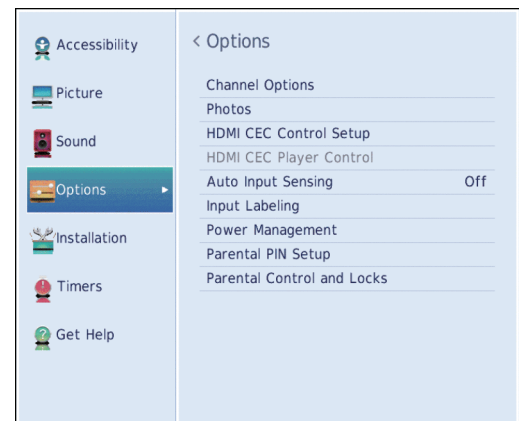 Accessibility
Picture
Sound
Options
Installation
Timers
Get Help
< Options
Channel Options
Photos
HDMI CEC Control Setup
HDMI CEC Player Control
Auto Input Sensing Off
Input Labeling
Power Management
Parental PIN Setup
Parental Control and Locks